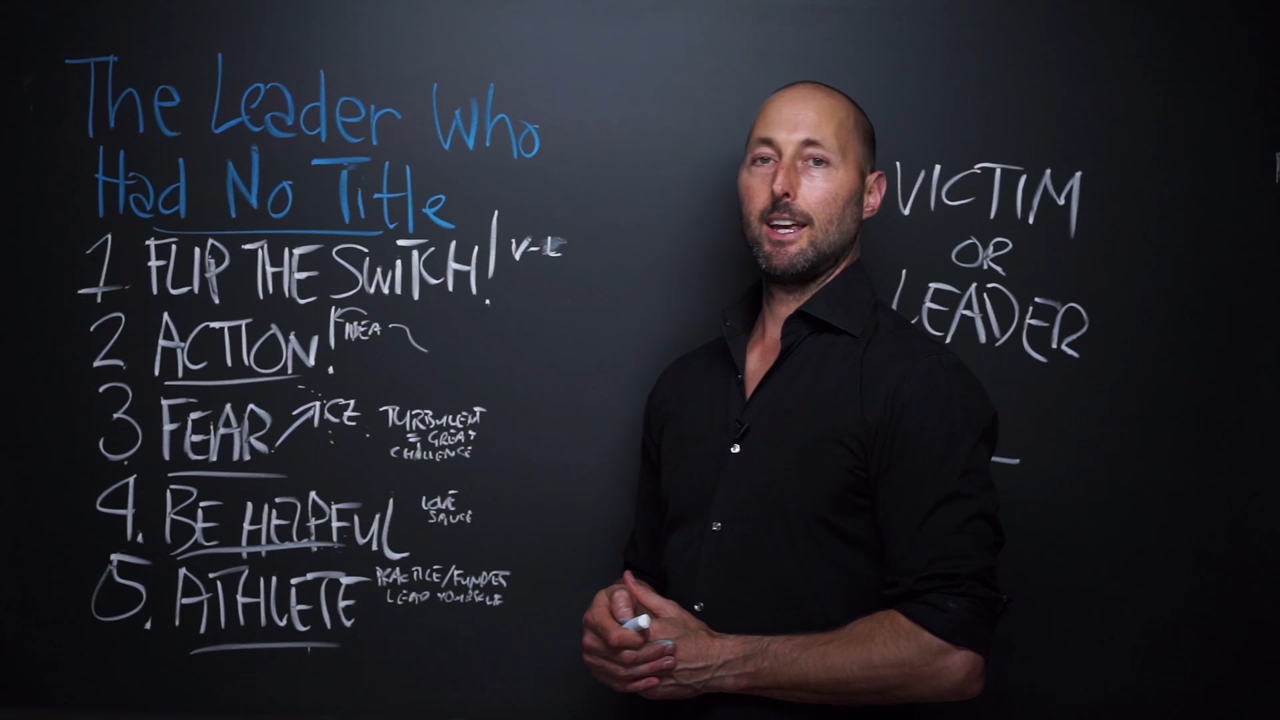 The Leader Who
Had No Title
1 FLIP THE SWITCH! V-L
2 ACTION!
3 FEAR CZ
TURBULENT
= GREAT
CHALLENGE
4. BE HELPFUL
LOVE
SAUCE
5. ATHLETE
PRACTICE/
LEAD YOURSELF
VICTIM
OR
LEADER